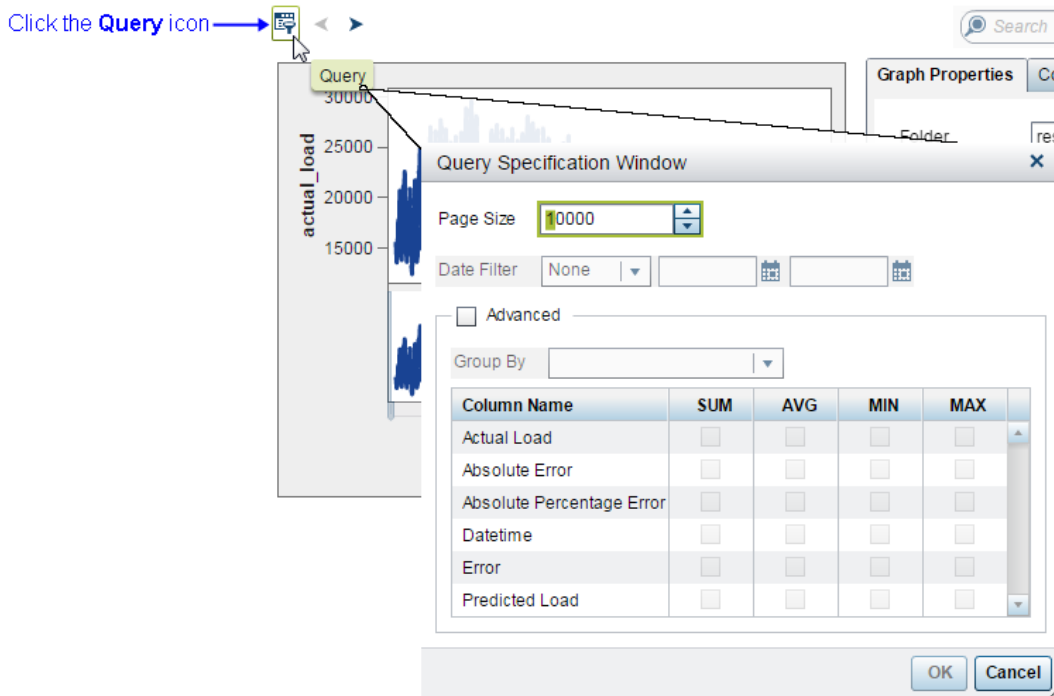 Click the Query icon
Search
Query
Graph Properties
Folder
30000
25000
20000
15000
actual_load
Query Specification Window
Page Size 10000
Date Filter None
Advanced
Group By
Column Name SUM AVG MIN MAX
Actual Load
Absolute Error
Absolute Percentage Error
Datetime
Error
Predicted Load
OK Cancel